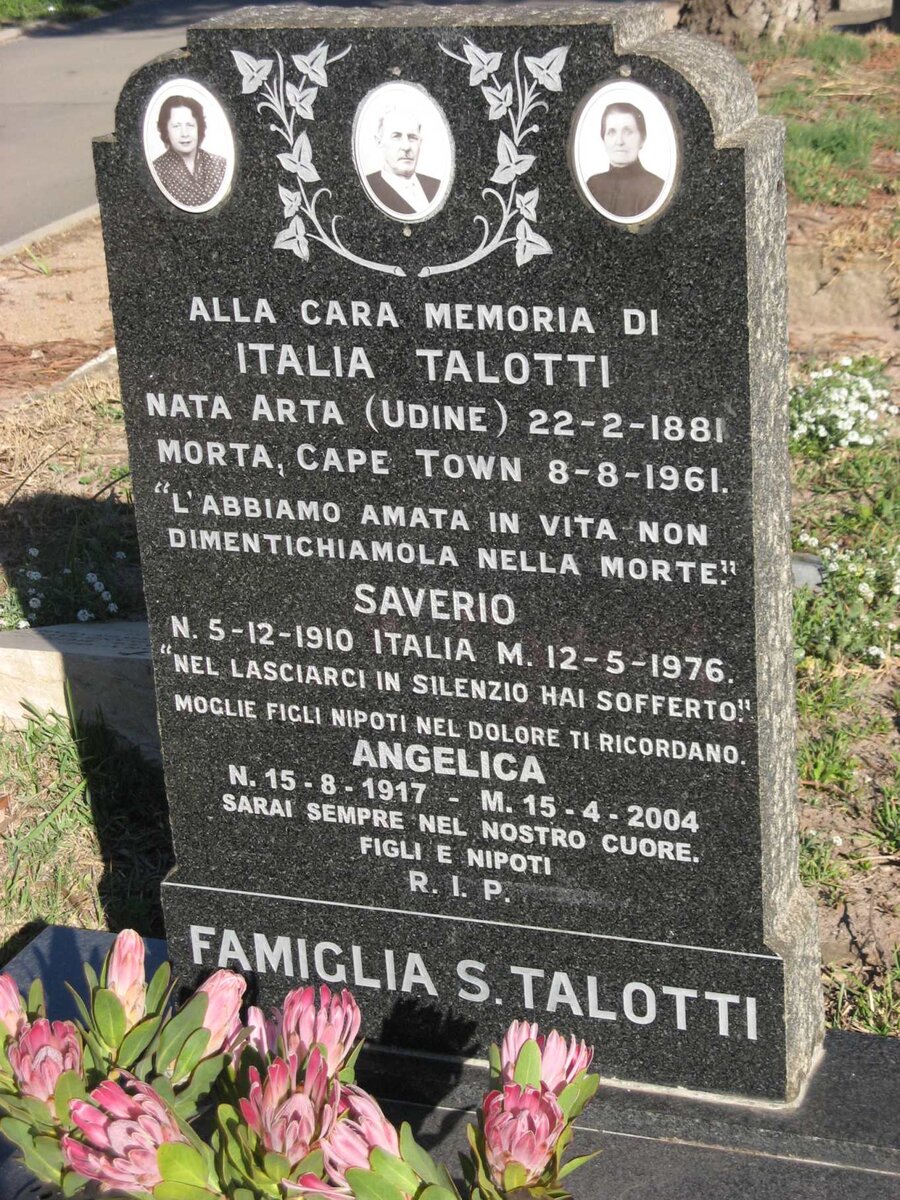 ALLA CARA MEMORIA DI
ITALIA TALOTTI
NATA ARTA (UDINE) 22-2-1881
MORTA, CAPE TOWN 8-8-1961.
"L'ABBIAMO AMATA IN VITA NON
DIMENTICHIAMOLA NELLA MORTE."
SAVERIO
N. 5-12-1910 ITALIA M. 12-5-1976.
"NEL LASCIARCI IN SILENZIO HAI SOFFERTO."
MOGLIE FIGLI NIPOTI NEL DOLORE TI RICORDANO.
ANGELICA
N. 15-8-1917 - M. 15-4-2004
SARAI SEMPRE NEL NOSTRO CUORE.
FIGLI E NIPOTI
R. I. P.
FAMIGLIA S. TALOTTI